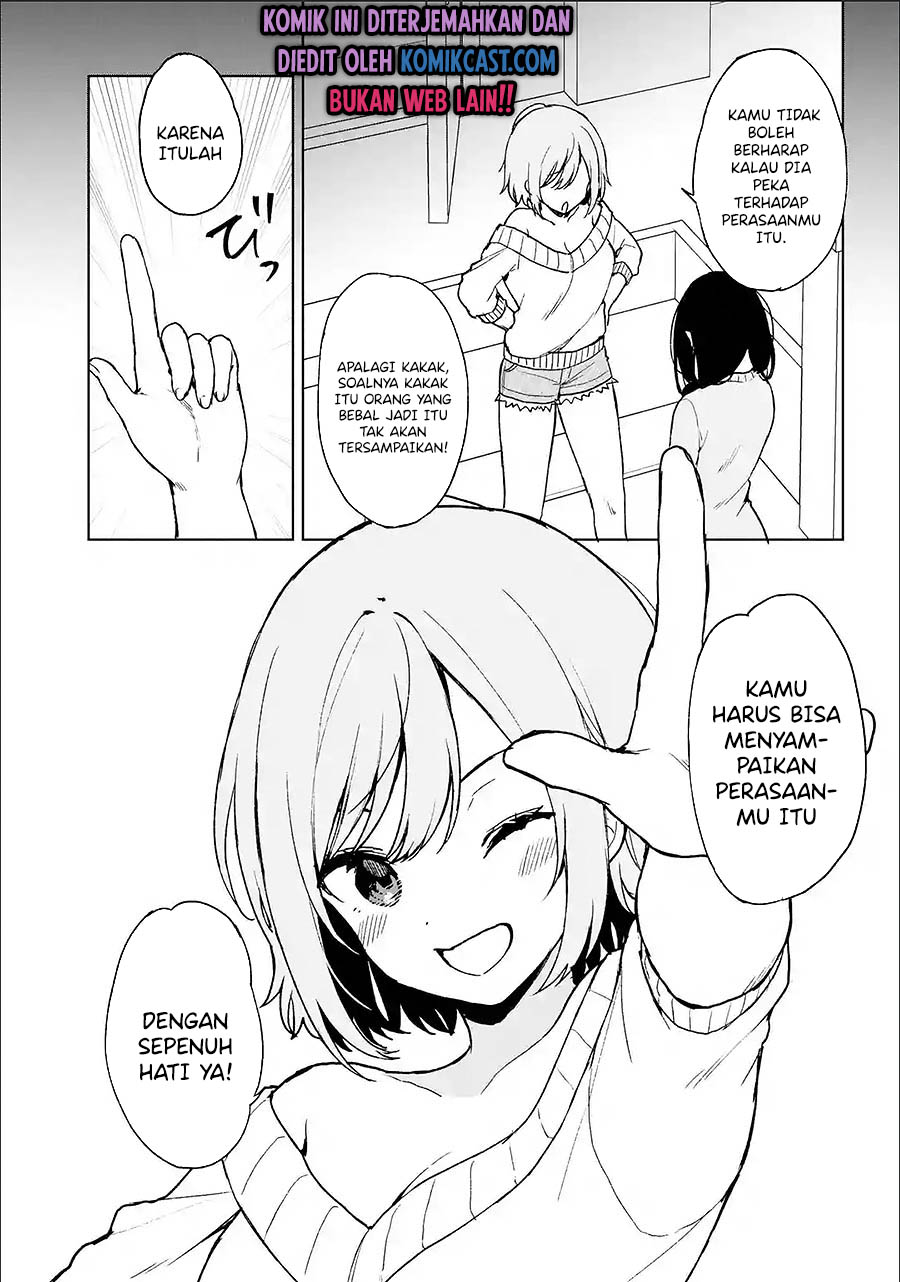 KOMIK INI DITERJEMAHKAN DAN
DIEDIT OLEH KOMIKCAST.COM
BUKAN WEB LAIN!!
KAMU TIDAK
BOLEH
BERHARAP
KALAU DIA
PEKA
TERHADAP
PERASAANMU
ITU.
APALAGI KAKAK,
SOALNYA KAKAK
ITU ORANG YANG
BEBAL JADI ITU
TAK AKAN
TERSAMPAIKAN!
KARENA
ITULAH
びっ
KAMU
HARUS BISA
MENYAM-
PAIKAN
PERASAAN-
MU ITU
DENGAN
SEPENUH
HATI YA!